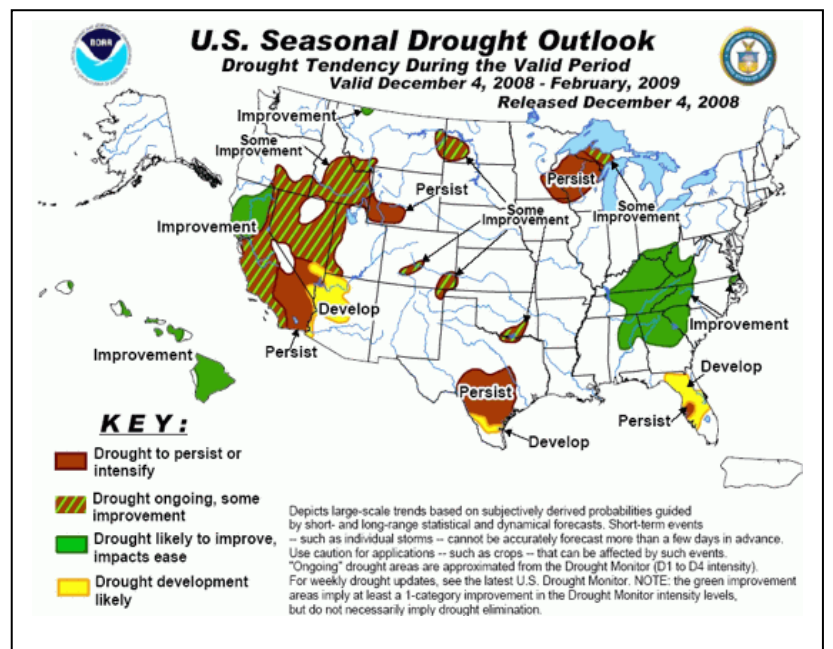 NOAA
U.S. Seasonal Drought Outlook
Drought Tendency During the Valid Period
Valid December 4, 2008 - February, 2009
Released December 4, 2008
Improvement
Some
Improvement
Persist
Persist
Some
Improvement
Some
Improvement
Improvement
Develop
Improvement
Persist
Improvement
Develop
Persist
Persist
Develop
KEY:
Drought to persist or
intensify
Drought ongoing, some
improvement
Drought likely to improve,
impacts ease
Drought development
likely
Depicts large-scale trends based on subjectively derived probabilities guided
by short- and long-range statistical and dynamical forecasts. Short-term events
-- such as individual storms -- cannot be accurately forecast more than a few days in advance.
Use caution for applications -- such as crops -- that can be affected by such events.
"Ongoing" drought areas are approximated from the Drought Monitor (D1 to D4 intensity).
For weekly drought updates, see the latest U.S. Drought Monitor. NOTE: the green improvement
areas imply at least a 1-category improvement in the Drought Monitor intensity levels,
but do not necessarily imply drought elimination.